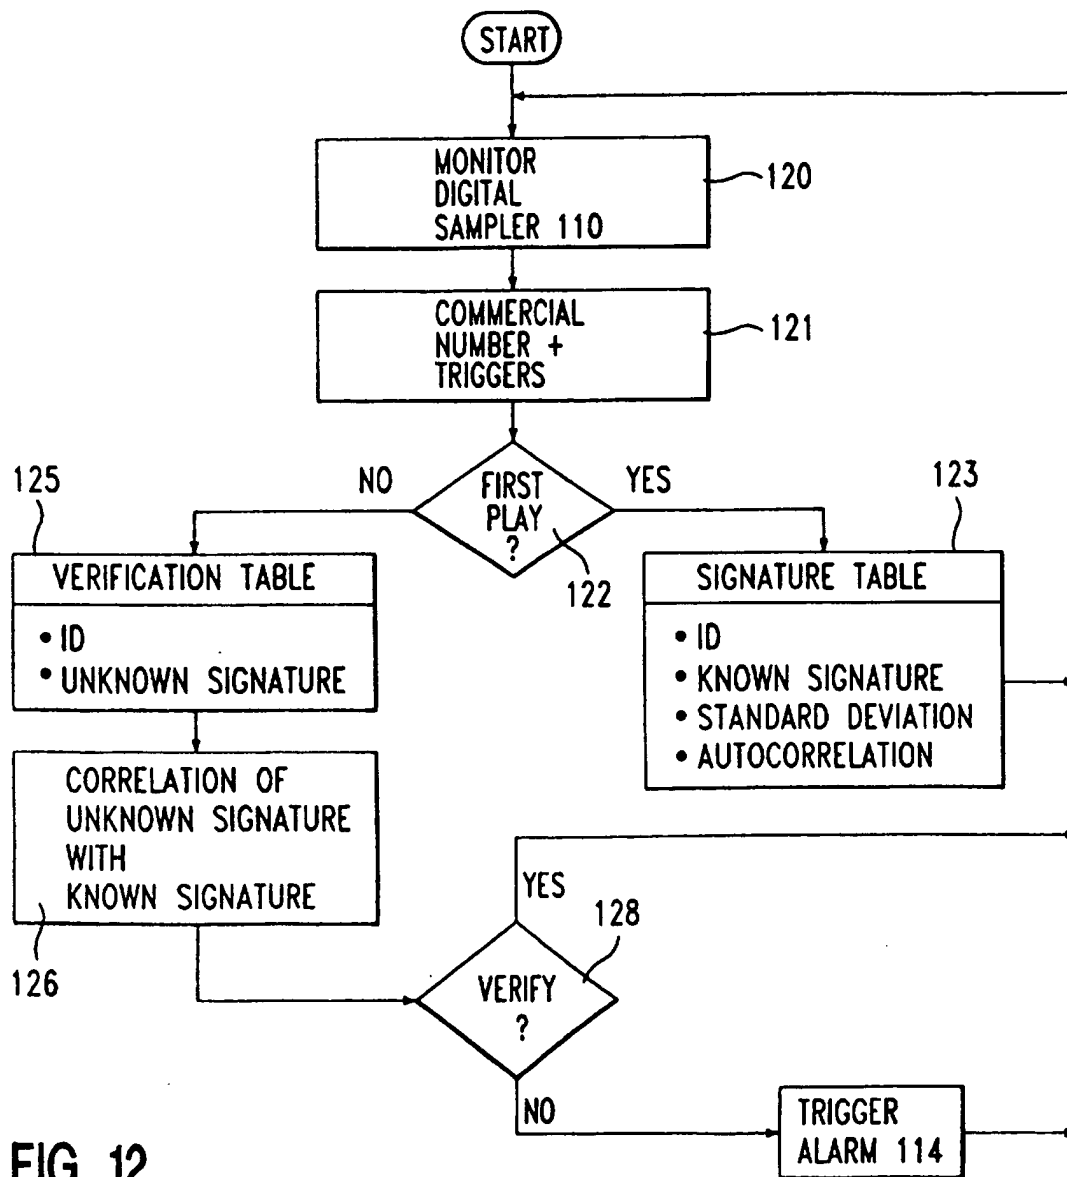 START
MONITOR
DIGITAL
SAMPLER 110
120
COMMERCIAL
NUMBER +
TRIGGERS
121
NO
FIRST
PLAY
?
YES
122
125
VERIFICATION TABLE
• ID
• UNKNOWN SIGNATURE
123
SIGNATURE TABLE
• ID
• KNOWN SIGNATURE
• STANDARD DEVIATION
• AUTOCORRELATION
CORRELATION OF
UNKNOWN SIGNATURE
WITH
KNOWN SIGNATURE
126
YES
128
VERIFY
?
NO
TRIGGER
ALARM 114
FIG. 12